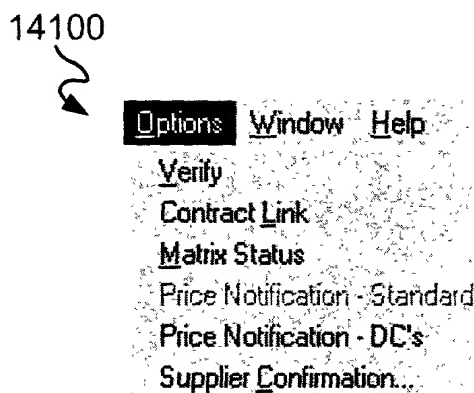 14100
Options Window Help
Verify
Contract Link
Matrix Status
Price Notification - Standard
Price Notification - DC's
Supplier Confirmation...